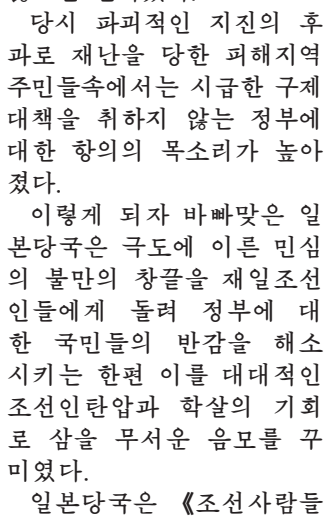 당시 파괴적인 지진의 후
과로 재난을 당한 피해지역
주민들속에서는 시급한 구제
대책을 취하지 않는 정부에
대한 항의의 목소리가 높아
졌다.
이렇게 되자 바빠맞은 일
본당국은 극도에 이른 민심
의 불만의 창끝을 재일조선
인들에게 돌려 정부에 대
한 국민들의 반감을 해소
시키는 한편 이를 대대적인
조선인탄압과 학살의 기회
로 삼을 무서운 음모를 꾸
미였다.
일본당국은 《조선사람들